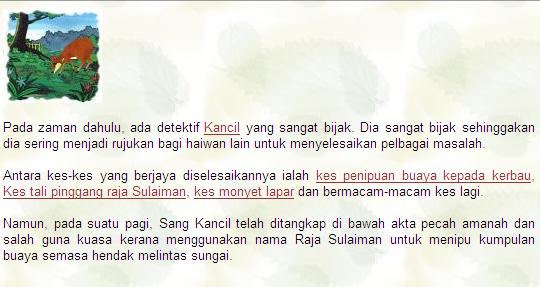 Pada zaman dahulu, ada detektif Kancil yang sangat bijak. Dia sangat bijak sehinggakan
dia sering menjadi rujukan bagi haiwan lain untuk menyelesaikan pelbagai masalah.
Antara kes-kes yang berjaya diselesaikannya ialah kes penipuan buaya kepada kerbau,
Kes tali pinggang raja Sulaiman, kes monyet lapar dan bermacam-macam kes lagi.
Namun, pada suatu pagi, Sang Kancil telah ditangkap di bawah akta pecah amanah dan
salah guna kuasa kerana menggunakan nama Raja Sulaiman untuk menipu kumpulan
buaya semasa hendak melintas sungai.